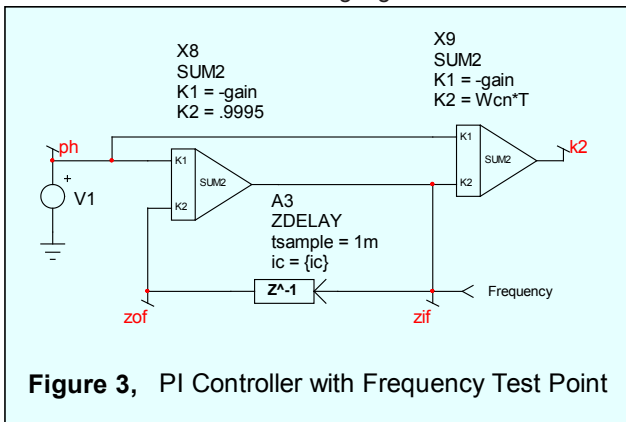 X8
SUM2
K1 = -gain
K2 = .9995
X9
SUM2
K1 = -gain
K2 = Wcn*T
ph
K1
SUM2
K2
K1
SUM2
K2
k2
+
V1
A3
ZDELAY
tsample = 1m
ic = {ic}
Z^-1
Frequency
zof
zif
Figure 3, PI Controller with Frequency Test Point